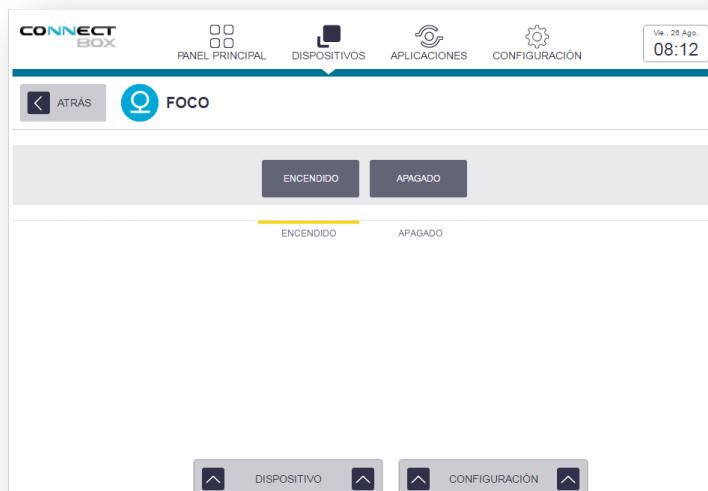 CONNECT
BOX
PANEL PRINCIPAL
DISPOSITIVOS
APLICACIONES
CONFIGURACIÓN
Vie., 26 Ago.
08:12
ATRÁS
FOCO
ENCENDIDO
APAGADO
ENCENDIDO
APAGADO
DISPOSITIVO
CONFIGURACIÓN